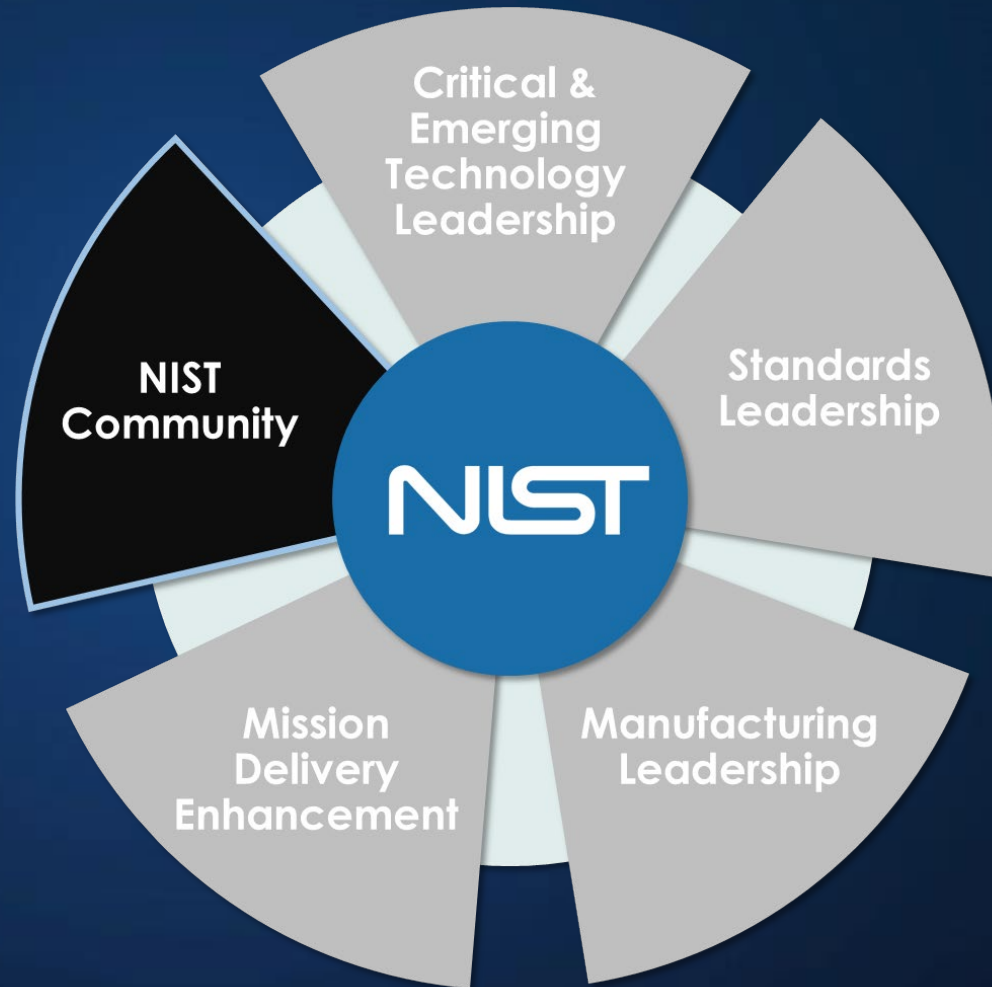 Critical &
Emerging
Technology
Leadership
Standards
Leadership
Manufacturing
Leadership
Mission
Delivery
Enhancement
NIST
Community
NIST